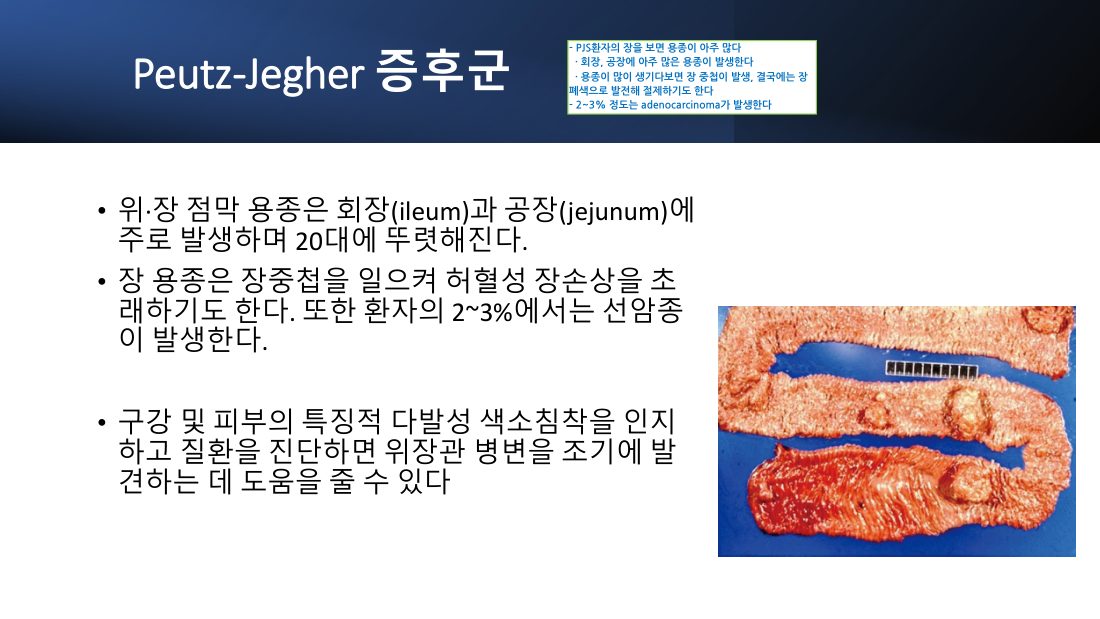 Peutz-Jegher 증후군
- PJS환자의 장을 보면 용종이 아주 많다
· 회장, 공장에 아주 많은 용종이 발생한다
· 용종이 많이 생기다보면 장 중첩이 발생, 결국에는 장
폐색으로 발전해 절제하기도 한다
- 2~3% 정도는 adenocarcinoma가 발생한다
• 위·장 점막 용종은 회장(ileum)과 공장(jejunum)에
주로 발생하며 20대에 뚜렷해진다.
• 장 용종은 장중첩을 일으켜 허혈성 장손상을 초
래하기도 한다. 또한 환자의 2~3%에서는 선암종
이 발생한다.
• 구강 및 피부의 특징적 다발성 색소침착을 인지
하고 질환을 진단하면 위장관 병변을 조기에 발
견하는 데 도움을 줄 수 있다